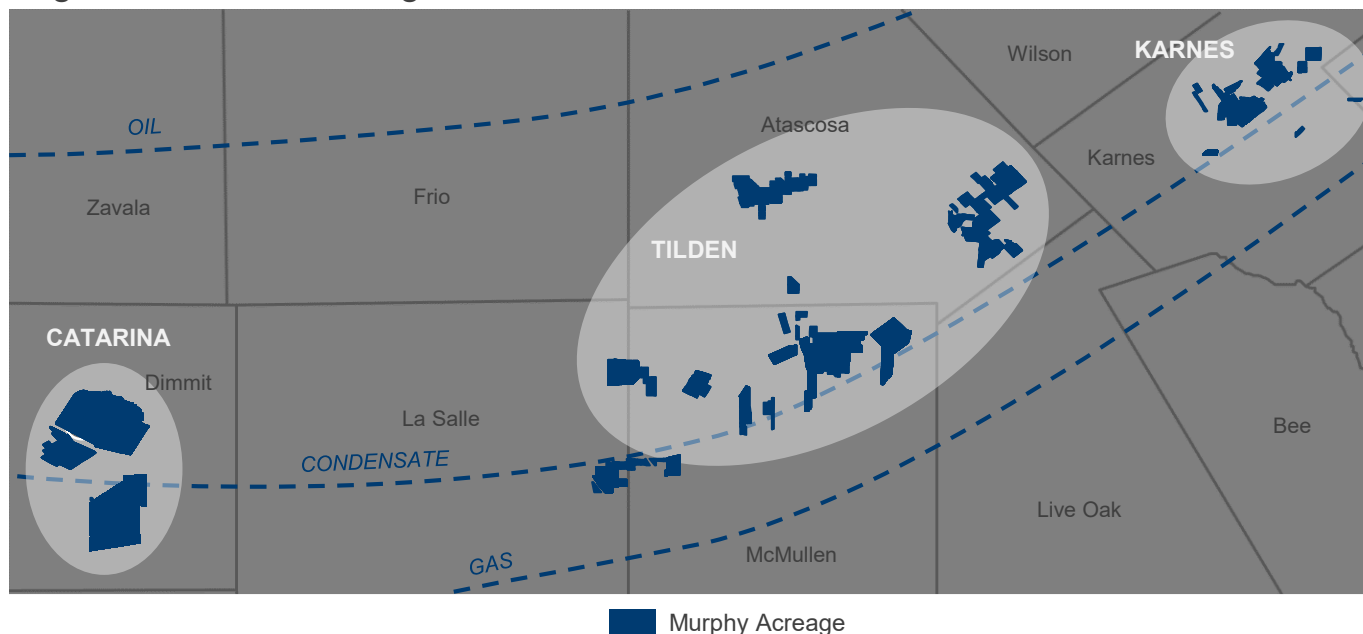 Wilson
KARNES
OIL
Atascosa
Karnes
Zavala
Frio
TILDEN
CATARINA
Dimmit
La Salle
Bee
CONDENSATE
Live Oak
GAS
McMullen
Murphy Acreage